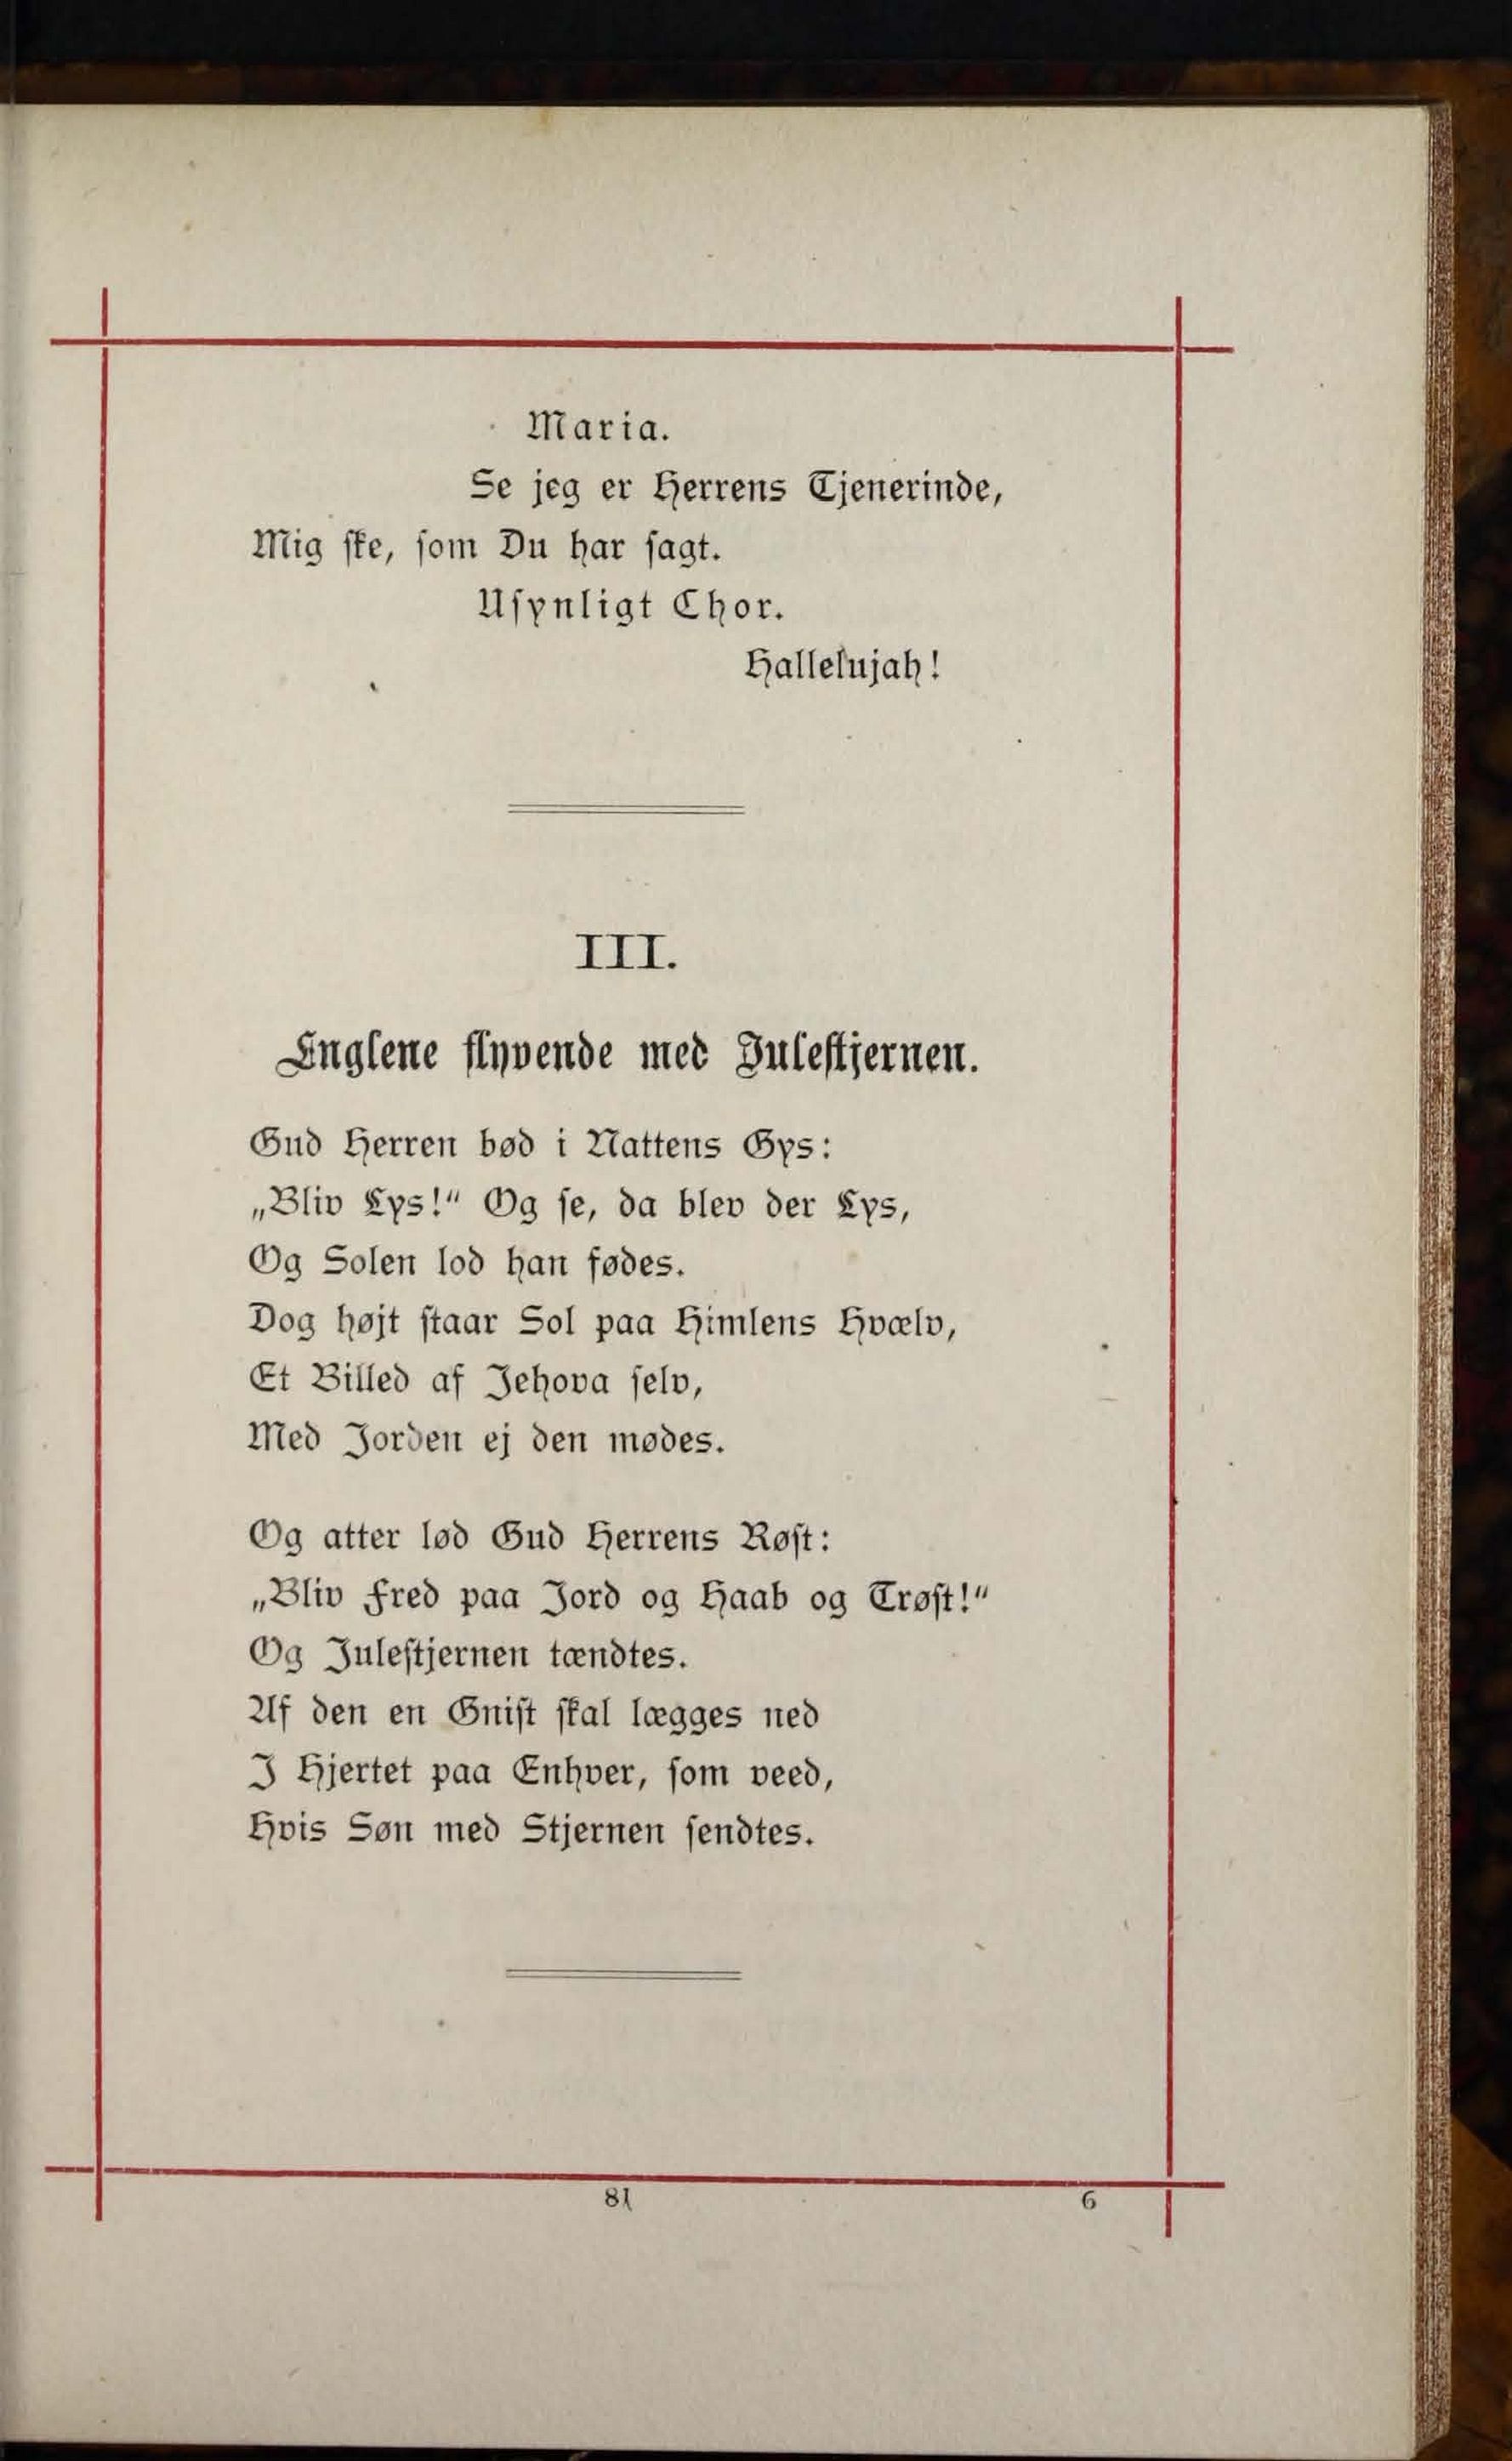 Maria.
Se jeg er Herrens Tjenerinde,
Mig ske, som Du har sagt.
Usynligt Chor.
Hallelujah!
III.
Englene flyvende med Julestjernen.
Gud Herren bød i Nattens Gys:
„Bliv Lys!“ Og se, da blev der Lys,
Og Solen lod han fødes.
Dog højt staar Sol paa Himlens Hvælv,
Et Billed af Jehova selv,
Med Jorden ej den mødes.
Og atter lød Gud Herrens Røst:
„Bliv Fred paa Jord og Haab og Trøst!“
Og Julestjernen tændtes.
Af den en Gnist skal lægges ned
I Hjertet paa Enhver, som veed,
Hvis Søn med Stjernen sendtes.
81 6